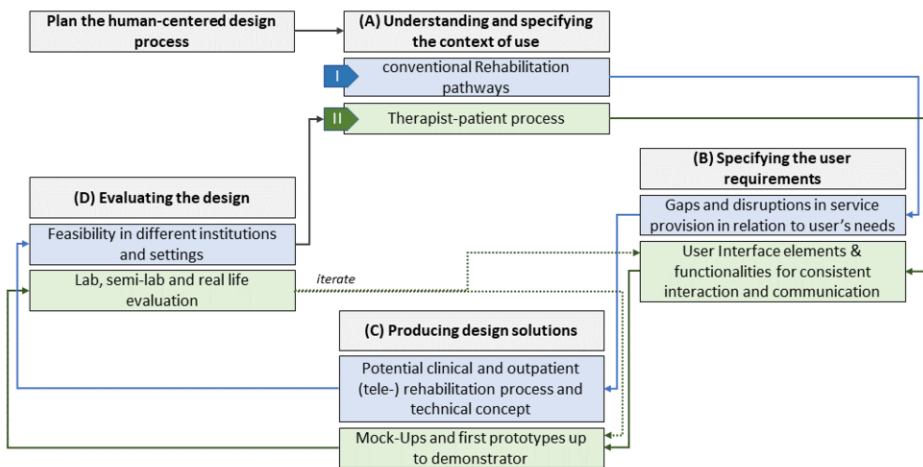 Plan the human-centered design
process
(A) Understanding and specifying
the context of use
I
conventional Rehabilitation
pathways
II
Therapist-patient process
(B) Specifying the user
requirements
Gaps and disruptions in service
provision in relation to user's needs
User Interface elements &
functionalities for consistent
interaction and communication
(D) Evaluating the design
Feasibility in different institutions
and settings
Lab, semi-lab and real life
evaluation
iterate
(C) Producing design solutions
Potential clinical and outpatient
(tele-) rehabilitation process and
technical concept
Mock-Ups and first prototypes up
to demonstrator